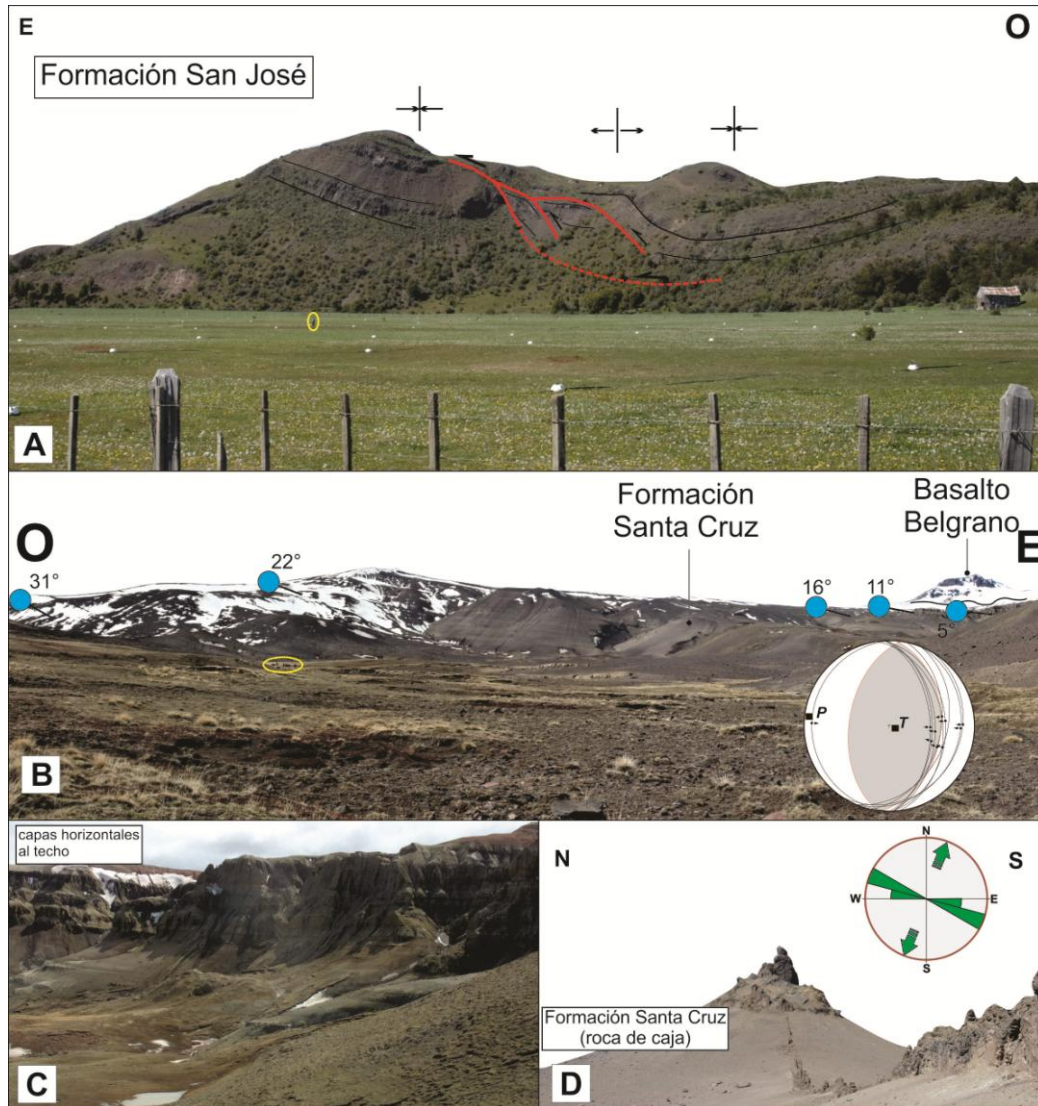 E
O
Formación San José
A
O
31°
22°
Formación
Santa Cruz
Basalto
Belgrano
E
16°
11°
5°
P
T
B
capas horizontales
al techo
C
N
S
N
W
E
S
Formación Santa Cruz
(roca de caja)
D